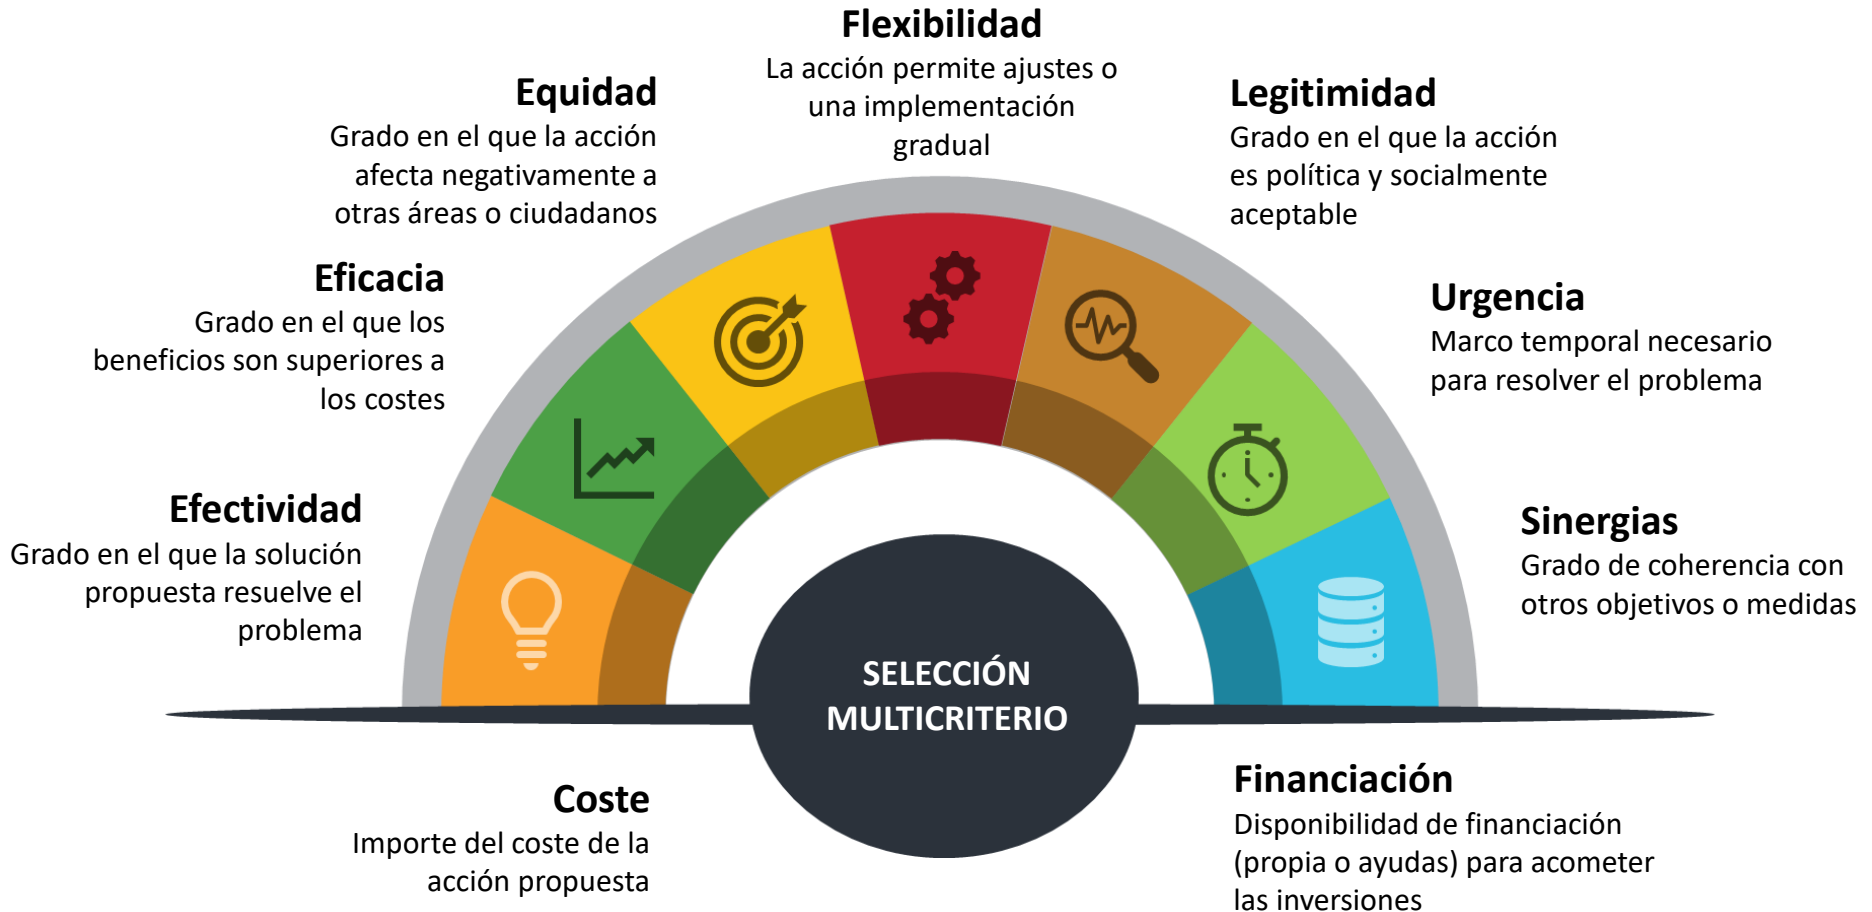 Flexibilidad
La acción permite ajustes o
una implementación
gradual
Equidad
Grado en el que la acción
afecta negativamente a
otras áreas o ciudadanos
Legitimidad
Grado en el que la acción
es política y socialmente
aceptable
Eficacia
Grado en el que los
beneficios son superiores a
los costes
Urgencia
Marco temporal necesario
para resolver el problema
Efectividad
Grado en el que la solución
propuesta resuelve el
problema
Sinergias
Grado de coherencia con
otros objetivos o medidas
SELECCIÓN
MULTICRITERIO
Coste
Importe del coste de la
acción propuesta
Financiación
Disponibilidad de financiación
(propia o ayudas) para acometer
las inversiones